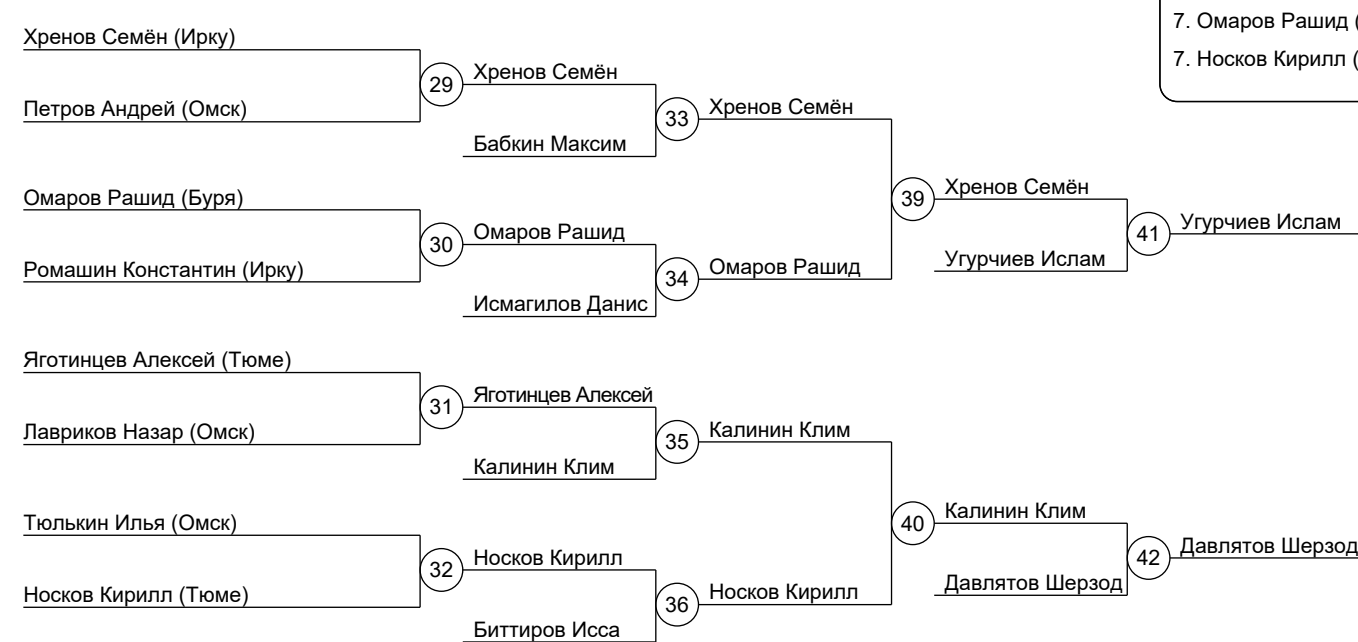 7. Омаров Рашид (
7. Носков Кирилл (
Хренов Семён (Ирку)
Петров Андрей (Омск)
29
Хренов Семён
Бабкин Максим
33
Хренов Семён
Омаров Рашид (Буря)
Ромашин Константин (Ирку)
30
Омаров Рашид
Исмагилов Данис
34
Омаров Рашид
39
Хренов Семён
Угурчиев Ислам
41
Угурчиев Ислам
Яготинцев Алексей (Тюме)
Лавриков Назар (Омск)
31
Яготинцев Алексей
Калинин Клим
35
Калинин Клим
Тюлькин Илья (Омск)
Носков Кирилл (Тюме)
32
Носков Кирилл
Биттиров Исса
36
Носков Кирилл
40
Калинин Клим
Давлятов Шерзод
42
Давлятов Шерзод